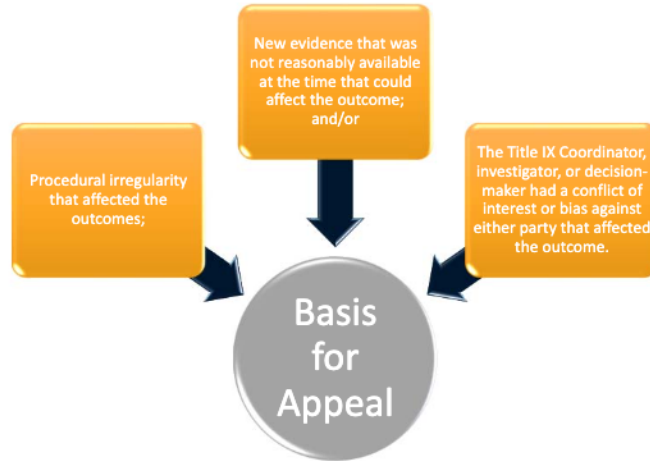 Procedural irregularity
that affected the
outcomes;
New evidence that was
not reasonably available
at the time that could
affect the outcome;
and/or
The Title IX Coordinator,
investigator, or decision-
maker had a conflict of
interest or bias against
either party that affected
the outcome.
Basis
for
Appeal